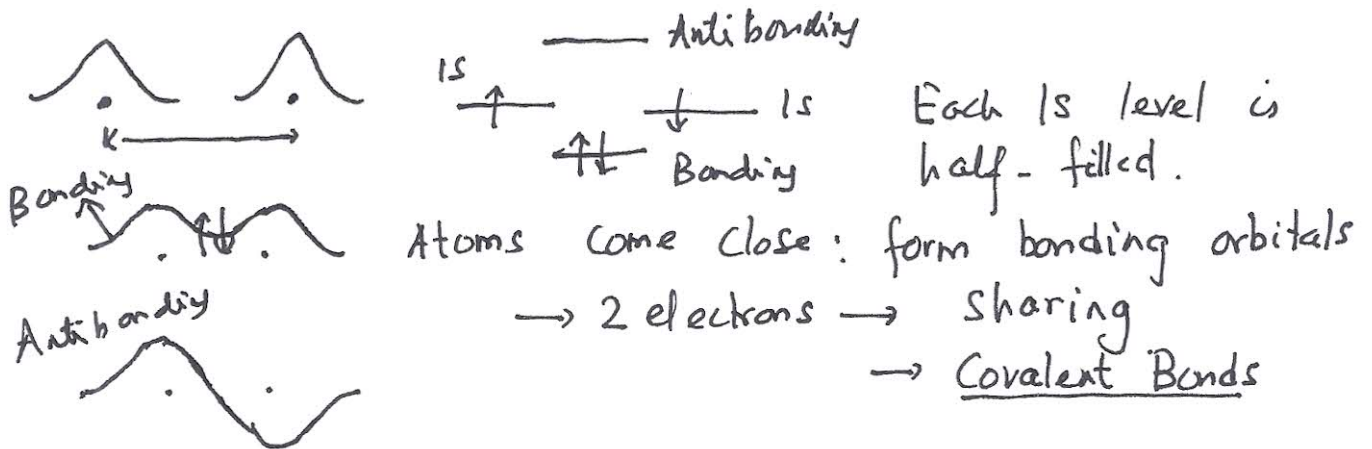 Antibonding
1s
1s
Each 1s level is
Bonding
half-filled.
Bonding
Atoms come close: form bonding orbitals
→ 2 electrons → sharing
Antibonding
→ Covalent Bonds